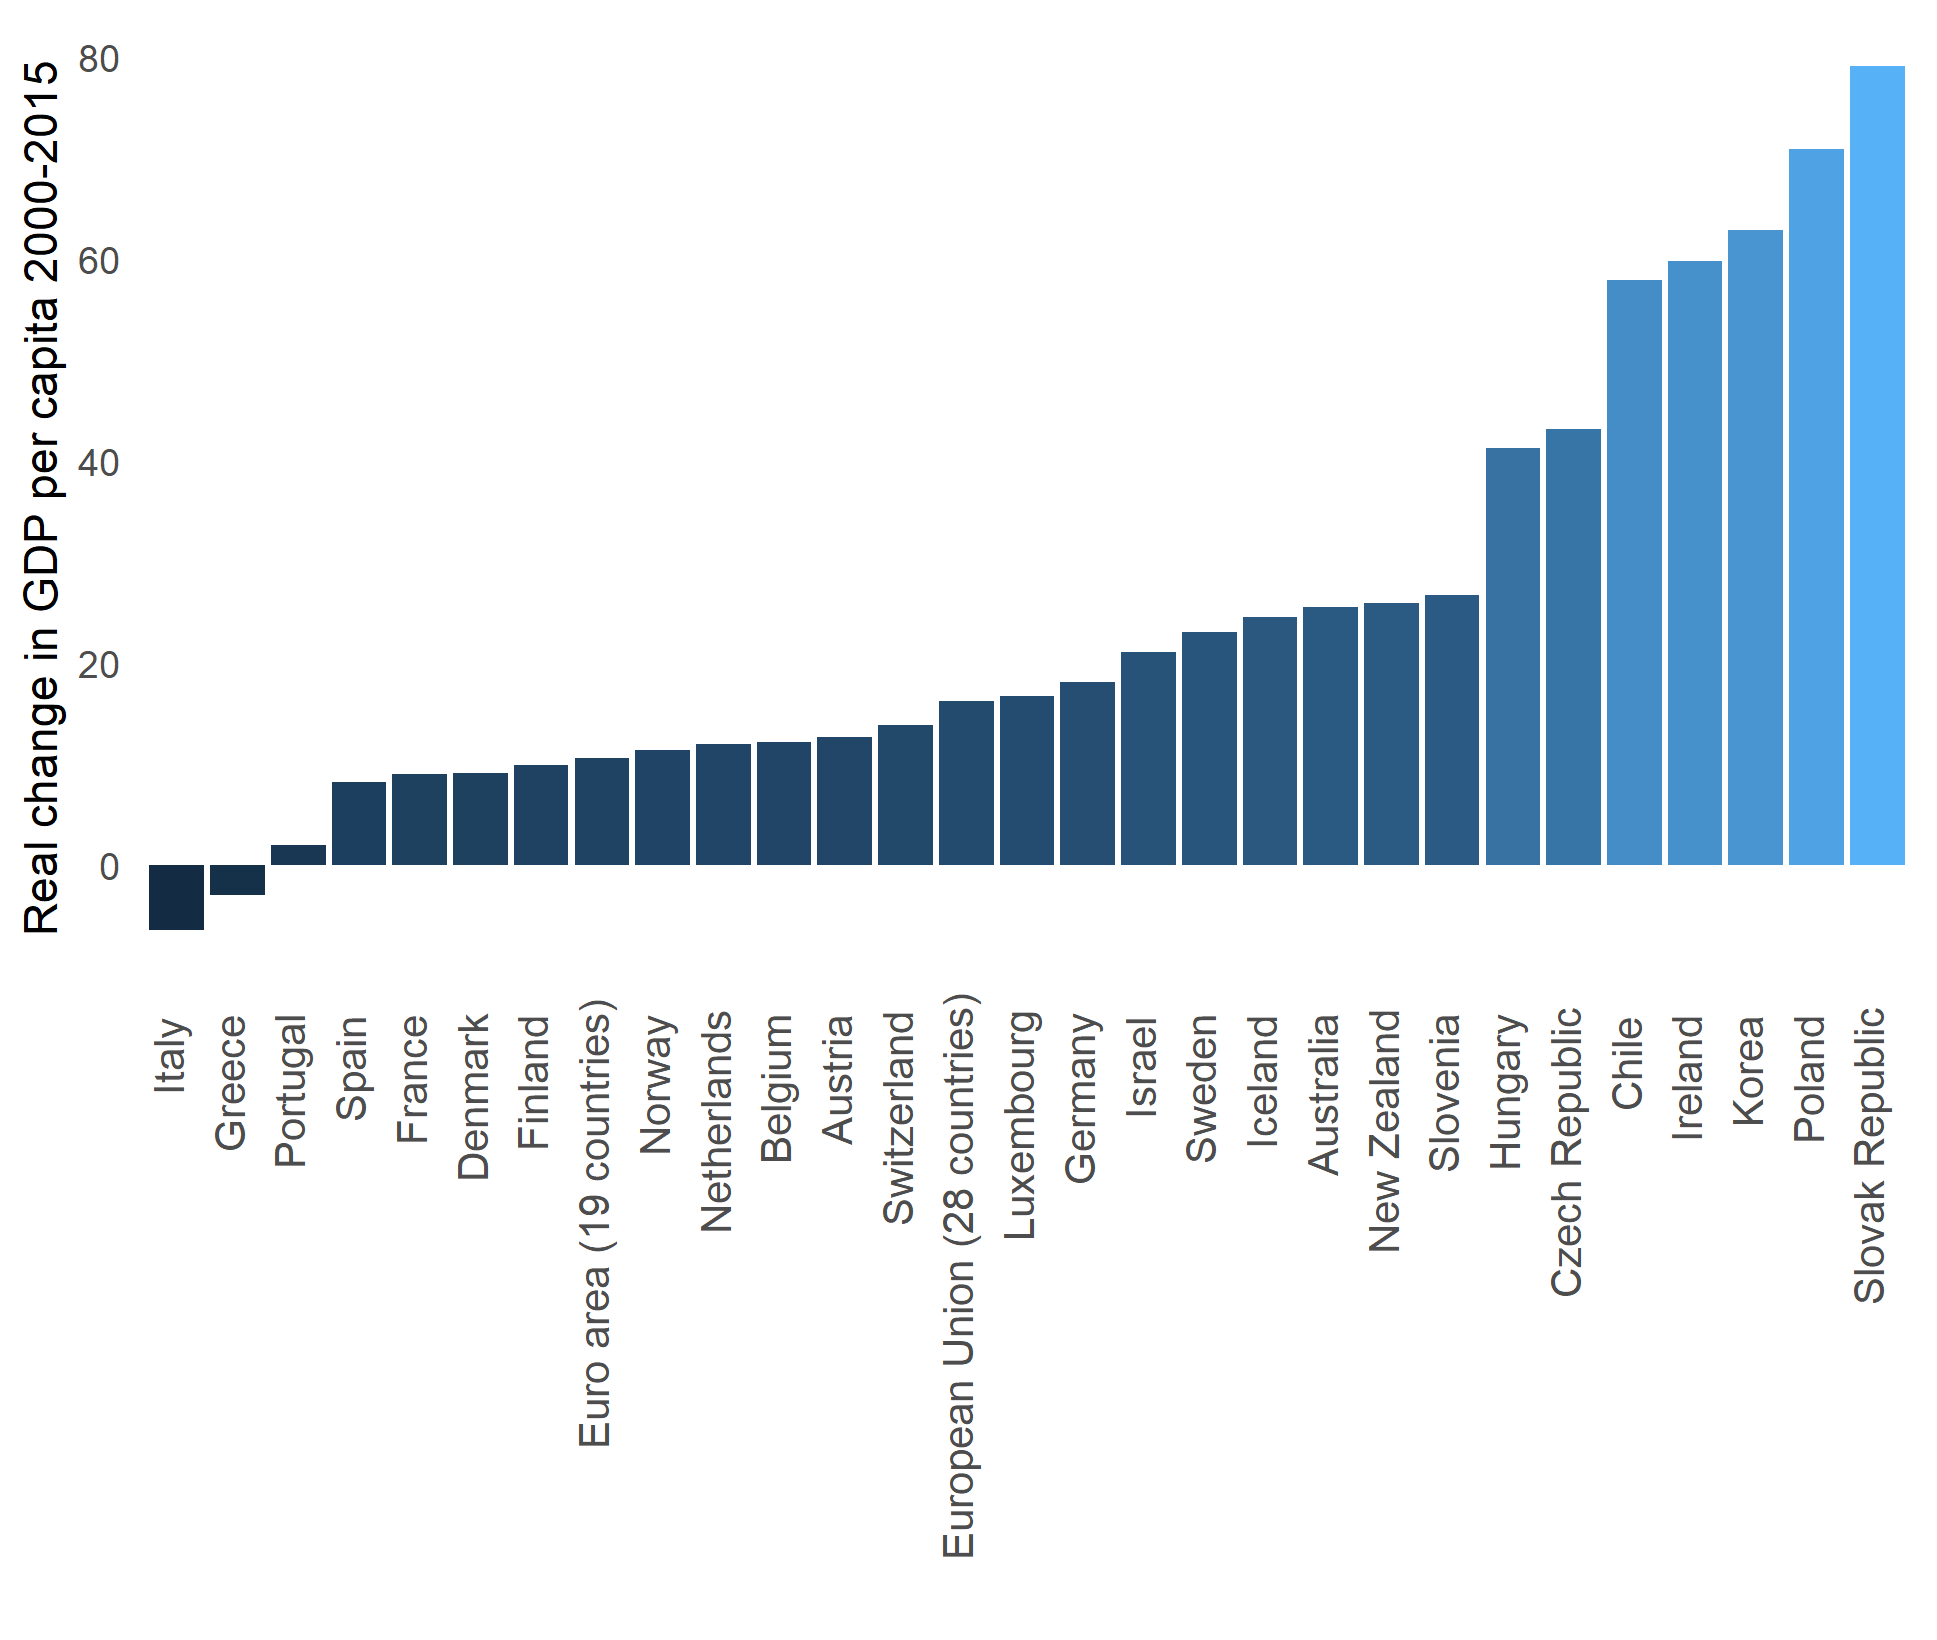 Real change in GDP per capita 2000-2015
80
60
40
20
0
Italy
Greece
Portugal
Spain
France
Denmark
Finland
Euro area (19 countries)
Norway
Netherlands
Belgium
Austria
Switzerland
European Union (28 countries)
Luxembourg
Germany
Israel
Sweden
Iceland
Australia
New Zealand
Slovenia
Hungary
Czech Republic
Chile
Ireland
Korea
Poland
Slovak Republic